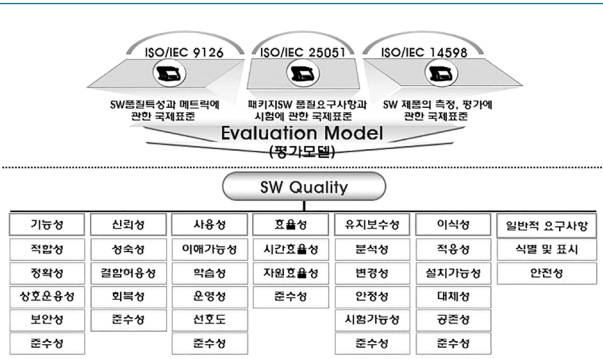 ISO/IEC 9126
ISO/IEC 25051
ISO/IEC 14598
SW품질특성과 메트릭에
관한 국제표준
패키지SW 품질요구사항과
시험에 관한 국제표준
SW 제품의 측정, 평가에
관한 국제표준
Evaluation Model
(평가모델)
SW Quality
기능성
신뢰성
사용성
효율성
유지보수성
이식성
일반적 요구사항
적합성
성숙성
이해가능성
시간효율성
분석성
적응성
식별 및 표시
정확성
결함허용성
학습성
자원효율성
변경성
설치가능성
안전성
상호운용성
회복성
운영성
준수성
안정성
대체성
보안성
준수성
선호도
시험가능성
공존성
준수성
준수성
준수성
준수성